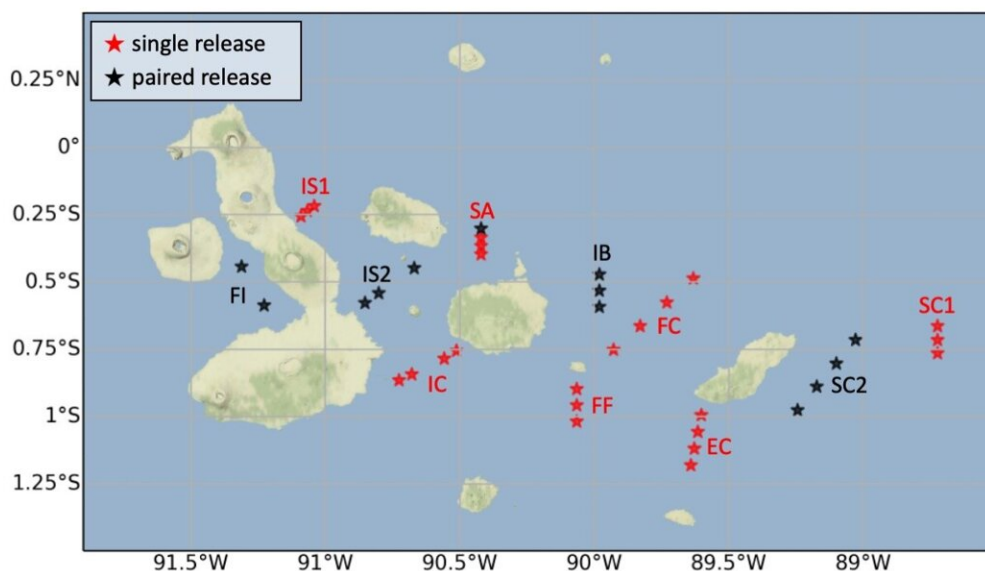 single release
paired release
0.25°N
0°
0.25°S
0.5°S
0.75°S
1°S
1.25°S
IS1
SA
IS2
FI
IB
FC
SC1
IC
FF
SC2
EC
91.5°W
91°W
90.5°W
90°W
89.5°W
89°W